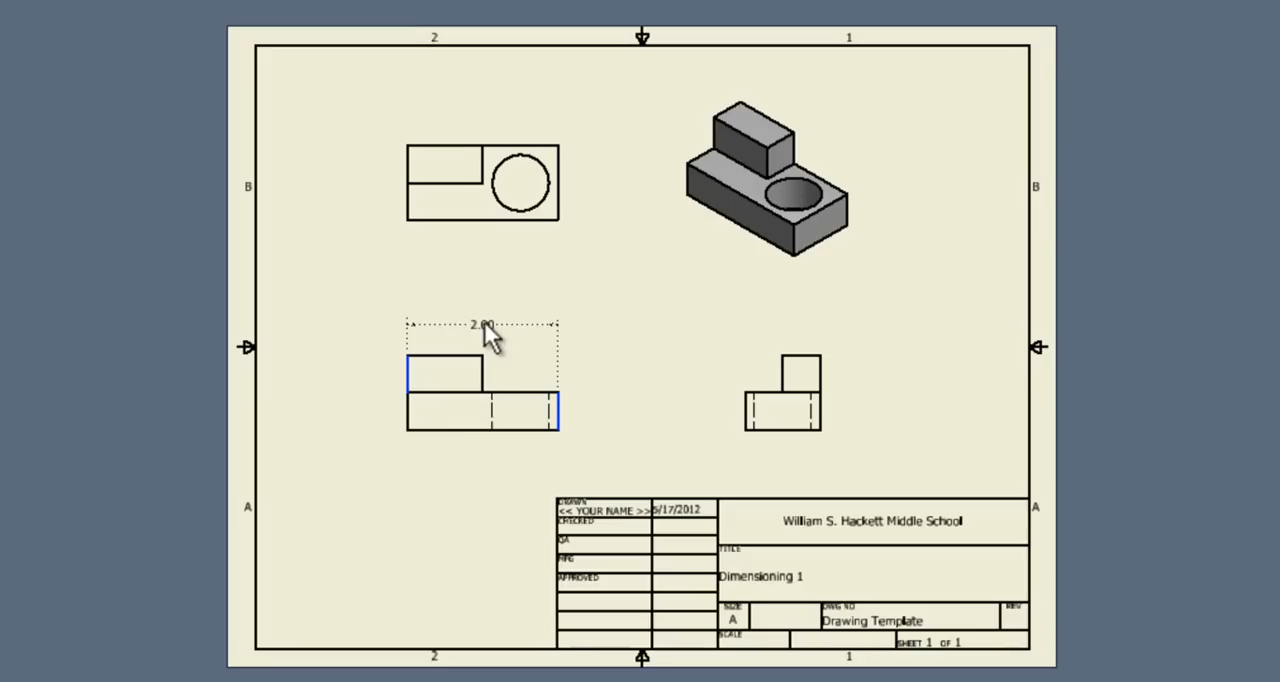 2
1
B
B
2.00
A
A
DRAWN
<< YOUR NAME >>
5/17/2012
CHECKED
QA
MFG
APPROVED
William S. Hackett Middle School
TITLE
Dimensioning 1
SIZE
A
DWG NO
Drawing Template
REV
SCALE
SHEET 1 OF 1
2
1